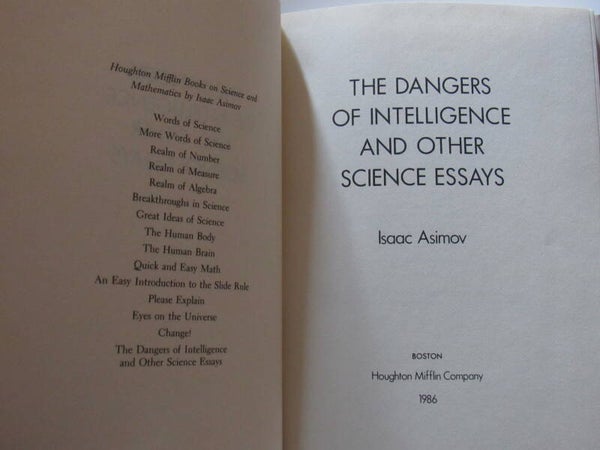 Houghton Mifflin Books on Science and
Mathematics by Isaac Asimov
Words of Science
More Words of Science
Realm of Number
Realm of Measure
Realm of Algebra
Breakthroughs in Science
Great Ideas of Science
The Human Body
The Human Brain
Quick and Easy Math
An Easy Introduction to the Slide Rule
Please Explain
Eyes on the Universe
Change!
The Dangers of Intelligence
and Other Science Essays
THE DANGERS
OF INTELLIGENCE
AND OTHER
SCIENCE ESSAYS
Isaac Asimov
BOSTON
Houghton Mifflin Company
1986